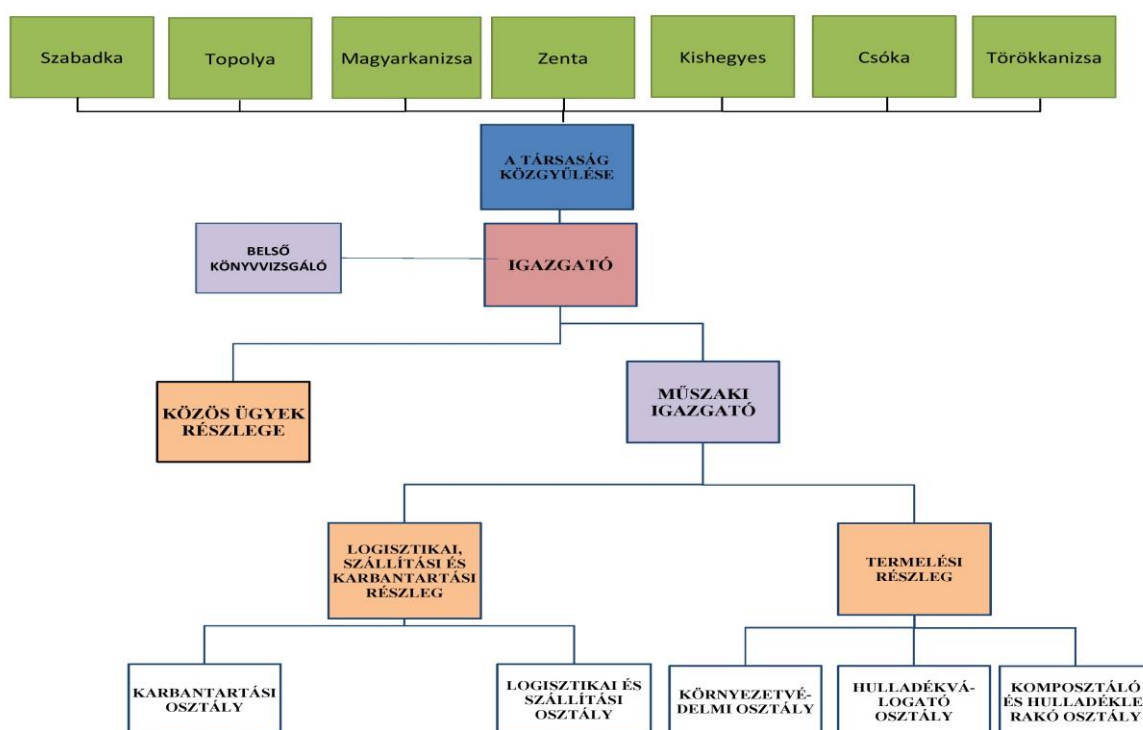 Szabadka
Topolya
Magyarkanizsa
Zenta
Kishegyes
Csóka
Törökkanizsa
A TÁRSASÁG
KÖZGYŰLÉSE
BELSŐ
KÖNYVVIZSGÁLÓ
IGAZGATÓ
KÖZÖS ÜGYEK
RÉSZLEGE
MŰSZAKI
IGAZGATÓ
LOGISZTIKAI,
SZÁLLÍTÁSI ÉS
KARBANTARTÁSI
RÉSZLEG
TERMELÉSI
RÉSZLEG
KARBANTARTÁSI
OSZTÁLY
LOGISZTIKAI ÉS
SZÁLLÍTÁSI
OSZTÁLY
KÖRNYEZETVÉ-
DELMI OSZTÁLY
HULLADÉKVÁ-
LOGATÓ
OSZTÁLY
KOMPOSZTÁLÓ
ÉS HULLADÉKLE
RAKÓ OSZTÁLY